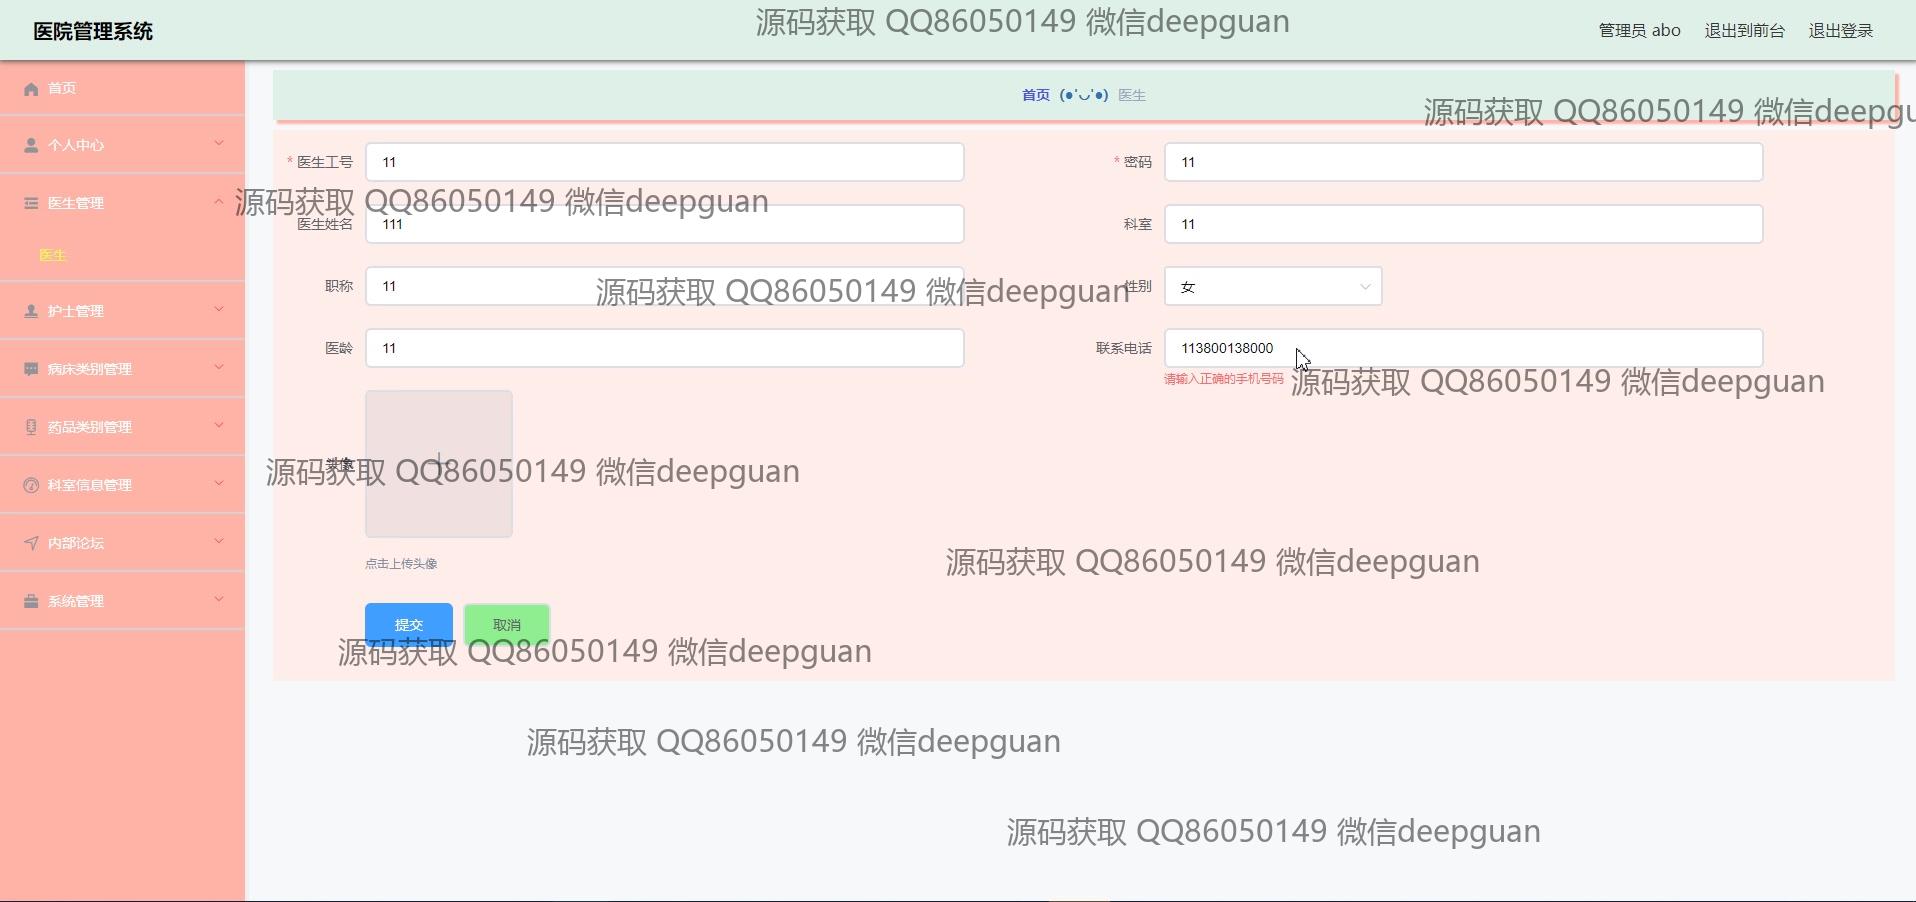 医院管理系统
源码获取 QQ86050149 微信deepguan
管理员 abo 退出到前台 退出登录
首页
首页 (●'◡'●) 医生
源码获取 QQ86050149 微信deepgu
个人中心
* 医生工号 11
* 密码 11
医生管理
源码获取 QQ86050149 微信deepguan
医生姓名 111
科室 11
医生
职称 11
源码获取 QQ86050149 微信deepguan
性别 女
护士管理
医龄 11
联系电话 113800138000
请输入正确的手机号码
源码获取 QQ86050149 微信deepguan
病床类别管理
药品类别管理
头像
源码获取 QQ86050149 微信deepguan
科室信息管理
内部论坛
点击上传头像
源码获取 QQ86050149 微信deepguan
系统管理
提交 取消
源码获取 QQ86050149 微信deepguan
源码获取 QQ86050149 微信deepguan
源码获取 QQ86050149 微信deepguan